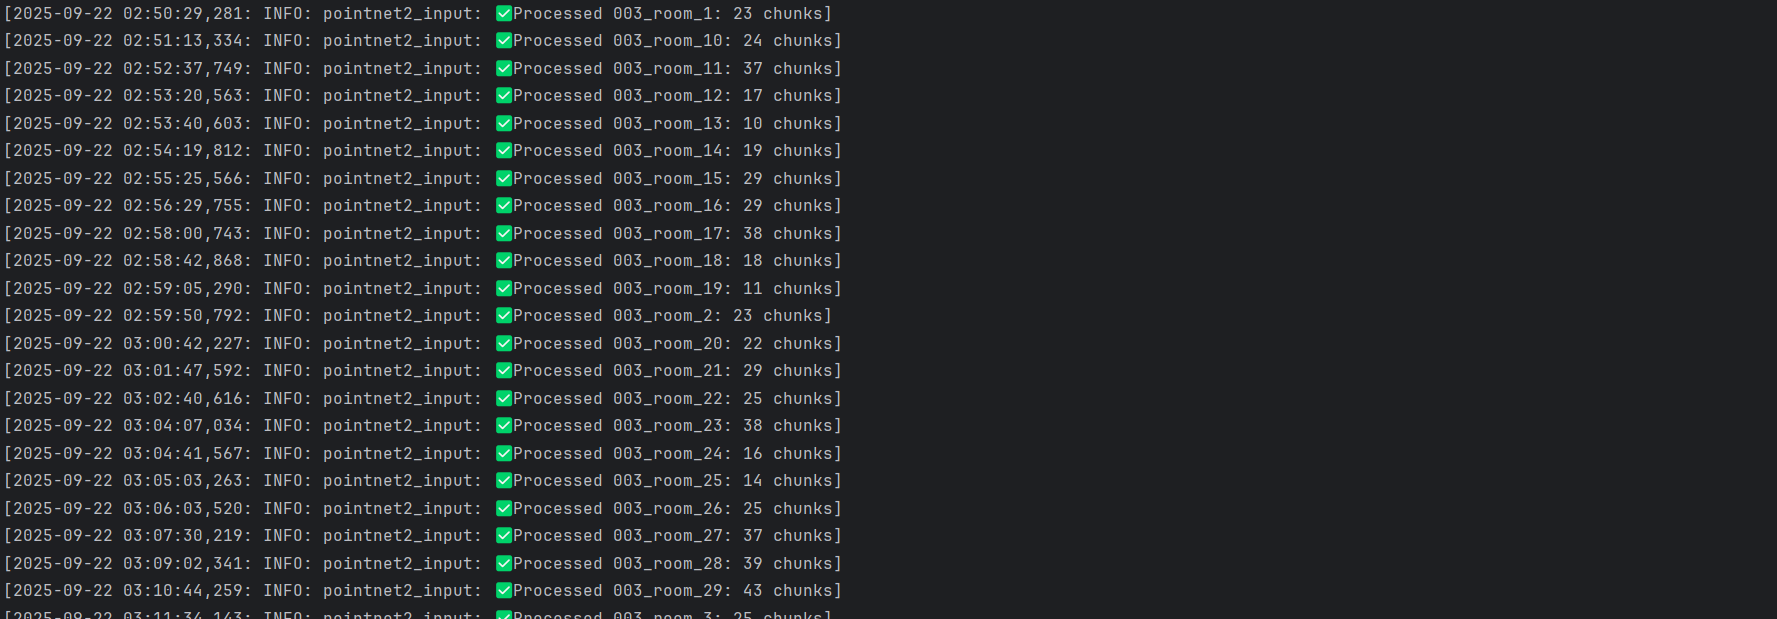 [2025-09-22 02:50:29,281: INFO: pointnet2_input: ✅Processed 003_room_1: 23 chunks]
[2025-09-22 02:51:13,334: INFO: pointnet2_input: ✅Processed 003_room_10: 24 chunks]
[2025-09-22 02:52:37,749: INFO: pointnet2_input: ✅Processed 003_room_11: 37 chunks]
[2025-09-22 02:53:20,563: INFO: pointnet2_input: ✅Processed 003_room_12: 17 chunks]
[2025-09-22 02:53:40,603: INFO: pointnet2_input: ✅Processed 003_room_13: 10 chunks]
[2025-09-22 02:54:19,812: INFO: pointnet2_input: ✅Processed 003_room_14: 19 chunks]
[2025-09-22 02:55:25,566: INFO: pointnet2_input: ✅Processed 003_room_15: 29 chunks]
[2025-09-22 02:56:29,755: INFO: pointnet2_input: ✅Processed 003_room_16: 29 chunks]
[2025-09-22 02:58:00,743: INFO: pointnet2_input: ✅Processed 003_room_17: 38 chunks]
[2025-09-22 02:58:42,868: INFO: pointnet2_input: ✅Processed 003_room_18: 18 chunks]
[2025-09-22 02:59:05,290: INFO: pointnet2_input: ✅Processed 003_room_19: 11 chunks]
[2025-09-22 02:59:50,792: INFO: pointnet2_input: ✅Processed 003_room_2: 23 chunks]
[2025-09-22 03:00:42,227: INFO: pointnet2_input: ✅Processed 003_room_20: 22 chunks]
[2025-09-22 03:01:47,592: INFO: pointnet2_input: ✅Processed 003_room_21: 29 chunks]
[2025-09-22 03:02:40,616: INFO: pointnet2_input: ✅Processed 003_room_22: 25 chunks]
[2025-09-22 03:04:07,034: INFO: pointnet2_input: ✅Processed 003_room_23: 38 chunks]
[2025-09-22 03:04:41,567: INFO: pointnet2_input: ✅Processed 003_room_24: 16 chunks]
[2025-09-22 03:05:03,263: INFO: pointnet2_input: ✅Processed 003_room_25: 14 chunks]
[2025-09-22 03:06:03,520: INFO: pointnet2_input: ✅Processed 003_room_26: 25 chunks]
[2025-09-22 03:07:30,219: INFO: pointnet2_input: ✅Processed 003_room_27: 37 chunks]
[2025-09-22 03:09:02,341: INFO: pointnet2_input: ✅Processed 003_room_28: 39 chunks]
[2025-09-22 03:10:44,259: INFO: pointnet2_input: ✅Processed 003_room_29: 43 chunks]
[2025-09-22 03:11:34,143: INFO: pointnet2_input: ✅Processed 003_room_3: 25 chunks]